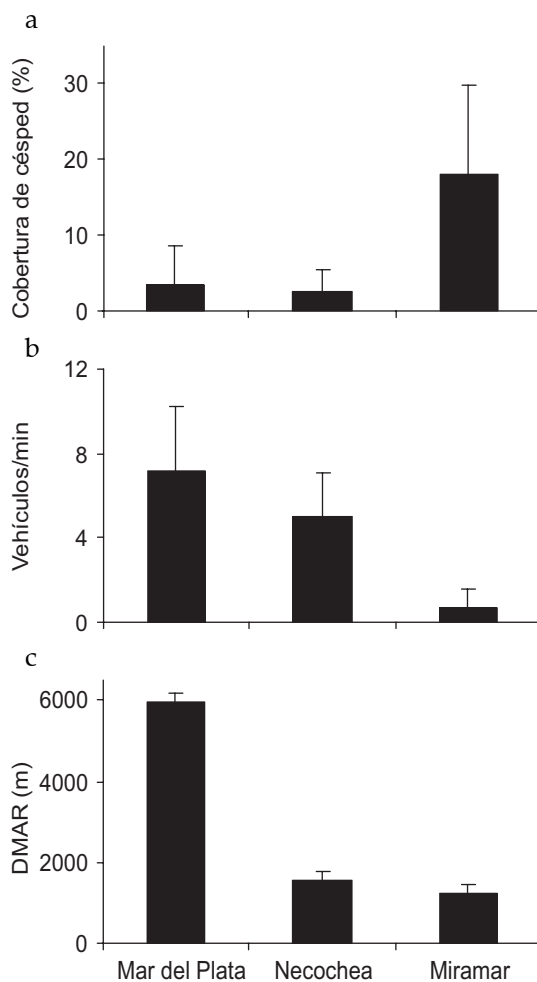 a
Cobertura de césped (%)
30
20
10
0
b
Vehículos/min
12
8
4
0
c
DMAR (m)
6000
4000
2000
0
Mar del Plata Necochea Miramar